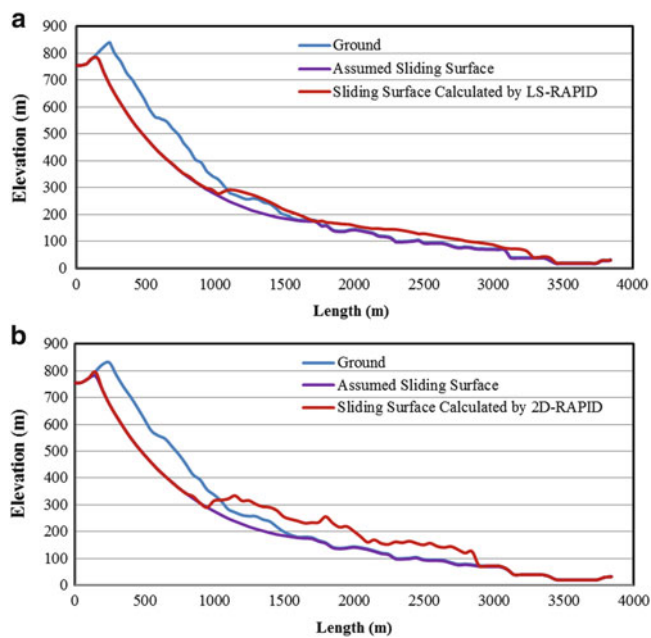 a
900
800
700
600
500
400
300
200
100
0
Elevation (m)
Ground
Assumed Sliding Surface
Sliding Surface Calculated by LS-RAPID
0 500 1000 1500 2000 2500 3000 3500 4000
Length (m)
b
900
800
700
600
500
400
300
200
100
0
Elevation (m)
Ground
Assumed Sliding Surface
Sliding Surface Calculated by 2D-RAPID
0 500 1000 1500 2000 2500 3000 3500 4000
Length (m)